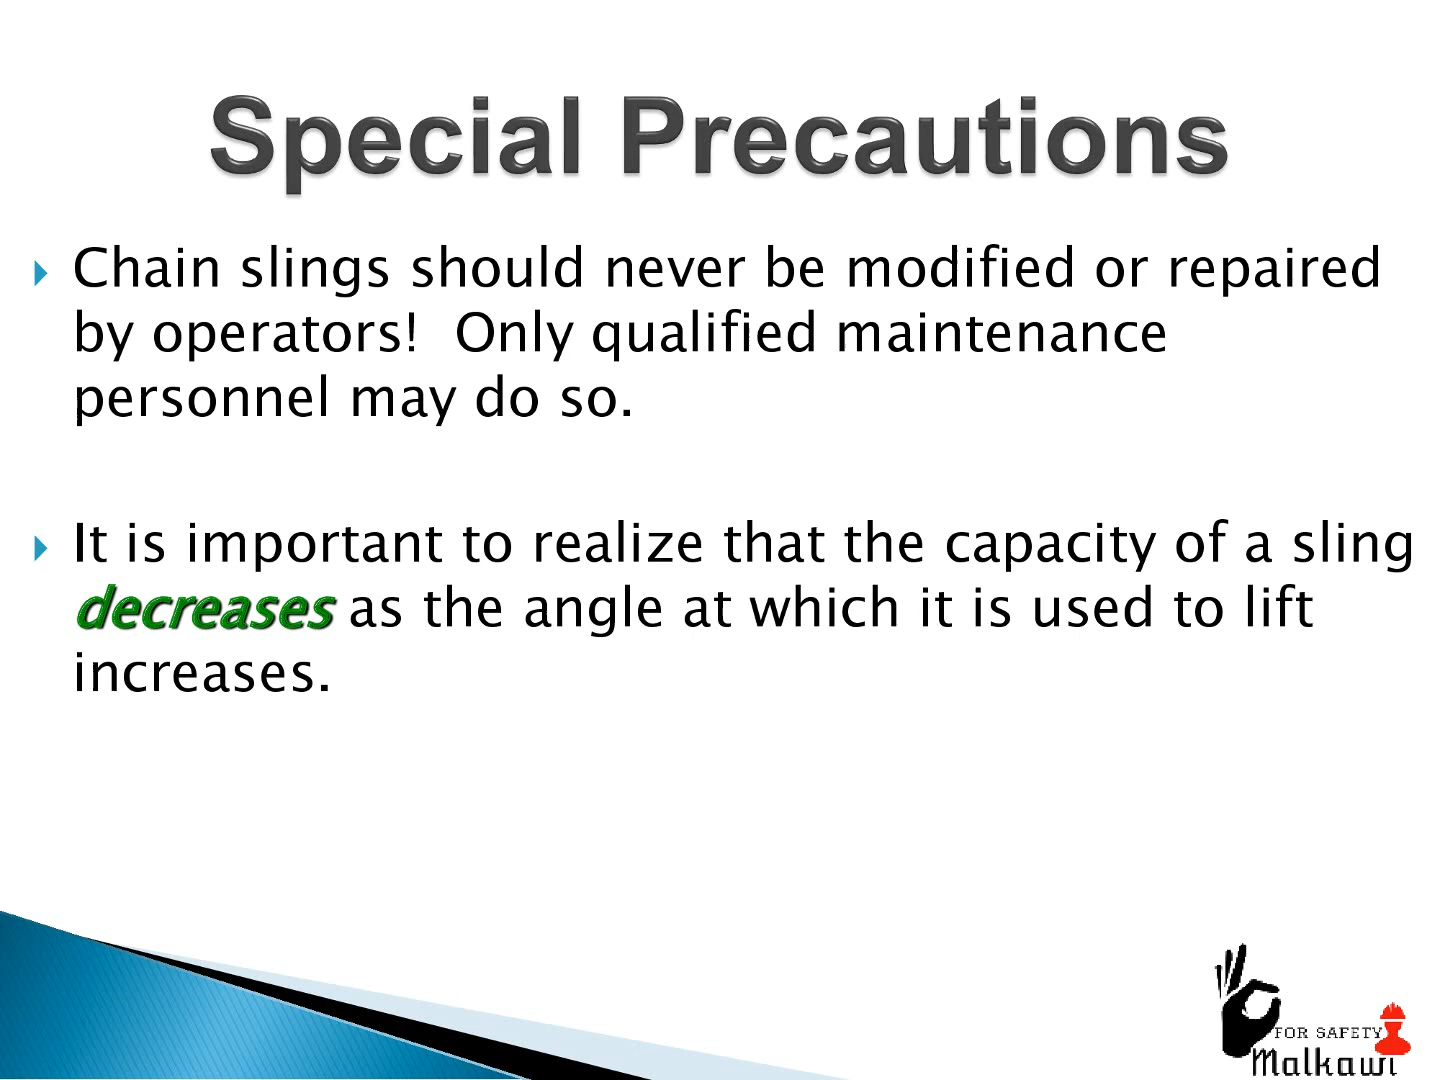 Special Precautions
Chain slings should never be modified or repaired
by operators!  Only qualified maintenance
personnel may do so.
It is important to realize that the capacity of a sling
decreases as the angle at which it is used to lift
increases.
FOR SAFETY
Malkawi